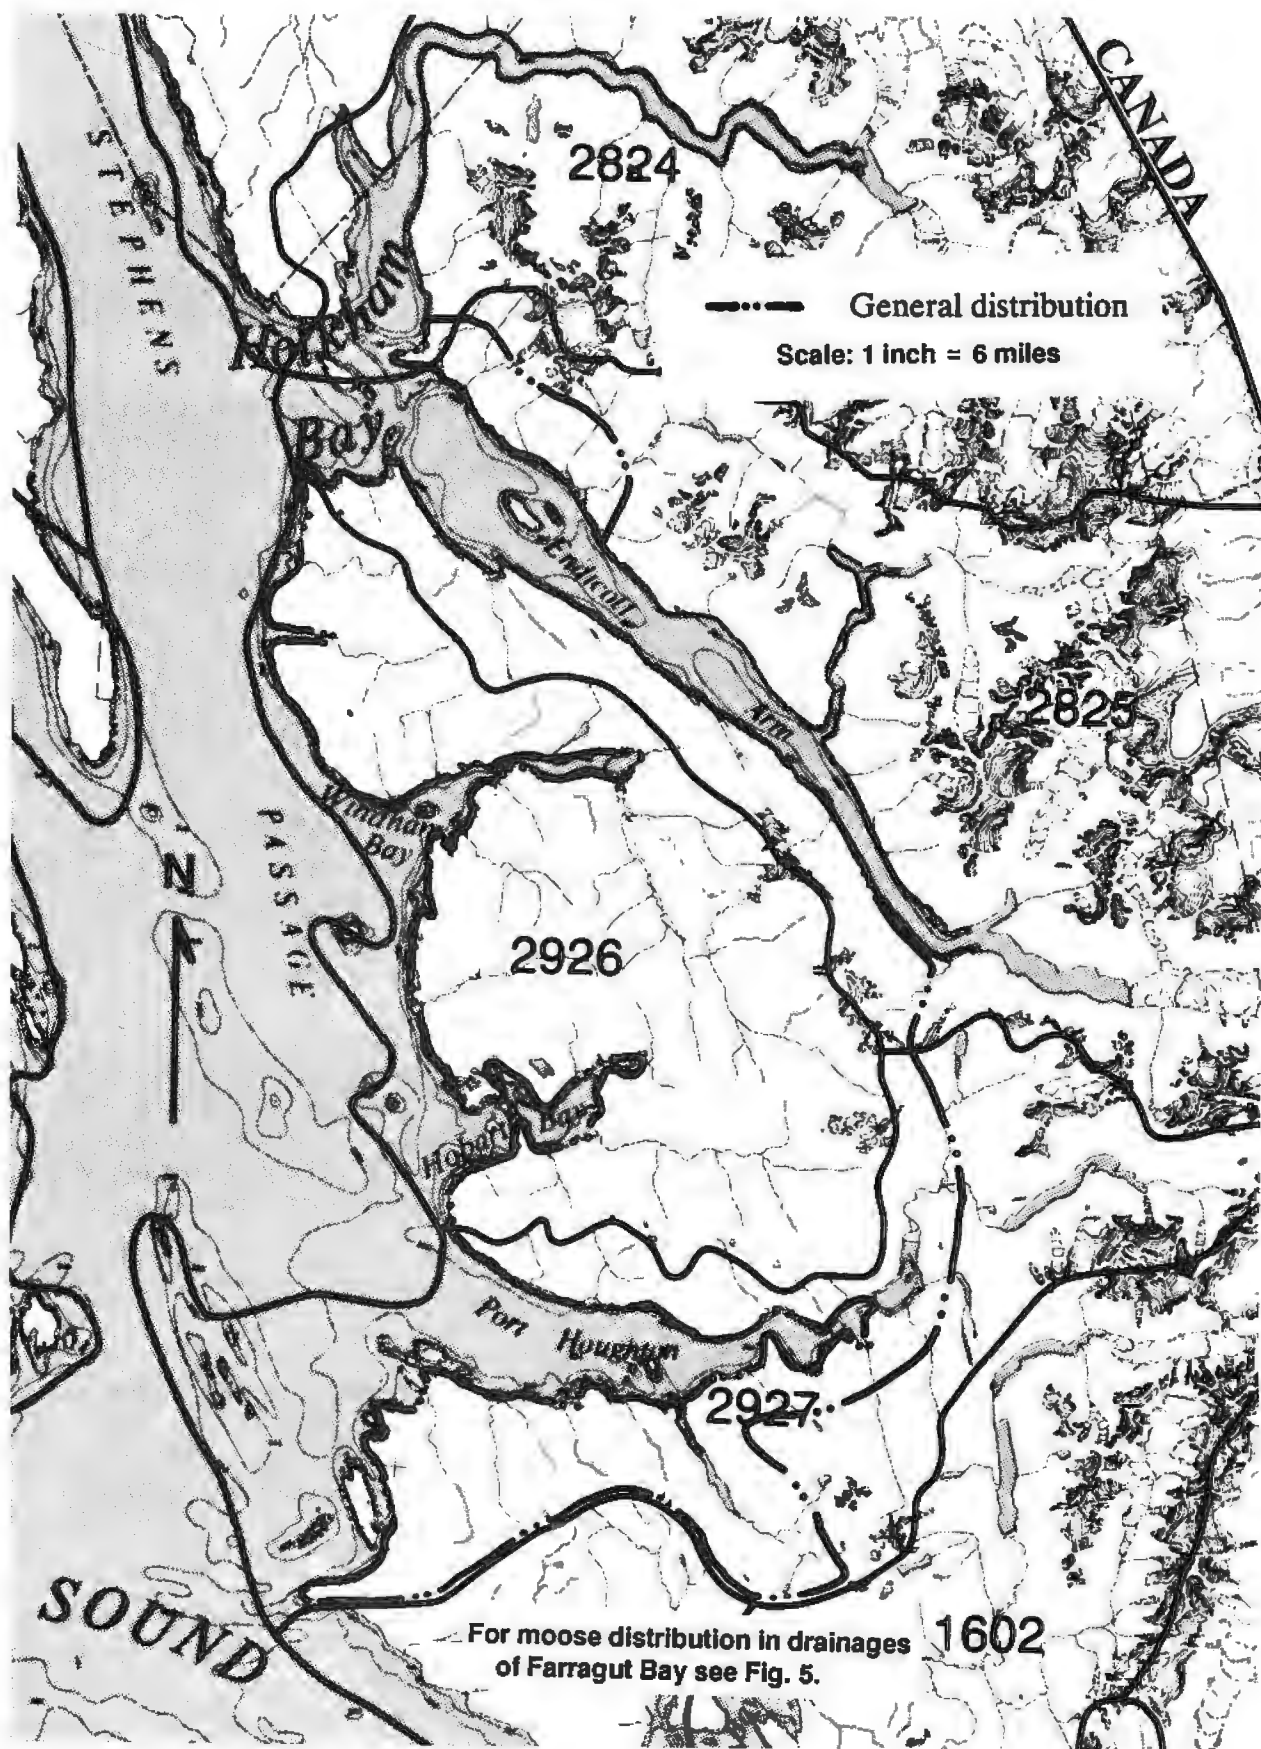 CANADA
STEPHENS
2824
Holkham
General distribution
Scale: 1 inch = 6 miles
Bay
Endicott
2825
Arm
Windham
Bay
PASSAGE
N
2926
Hobart Bay
Port Houghton
2927
SOUND
For moose distribution in drainages
of Farragut Bay see Fig. 5.
1602